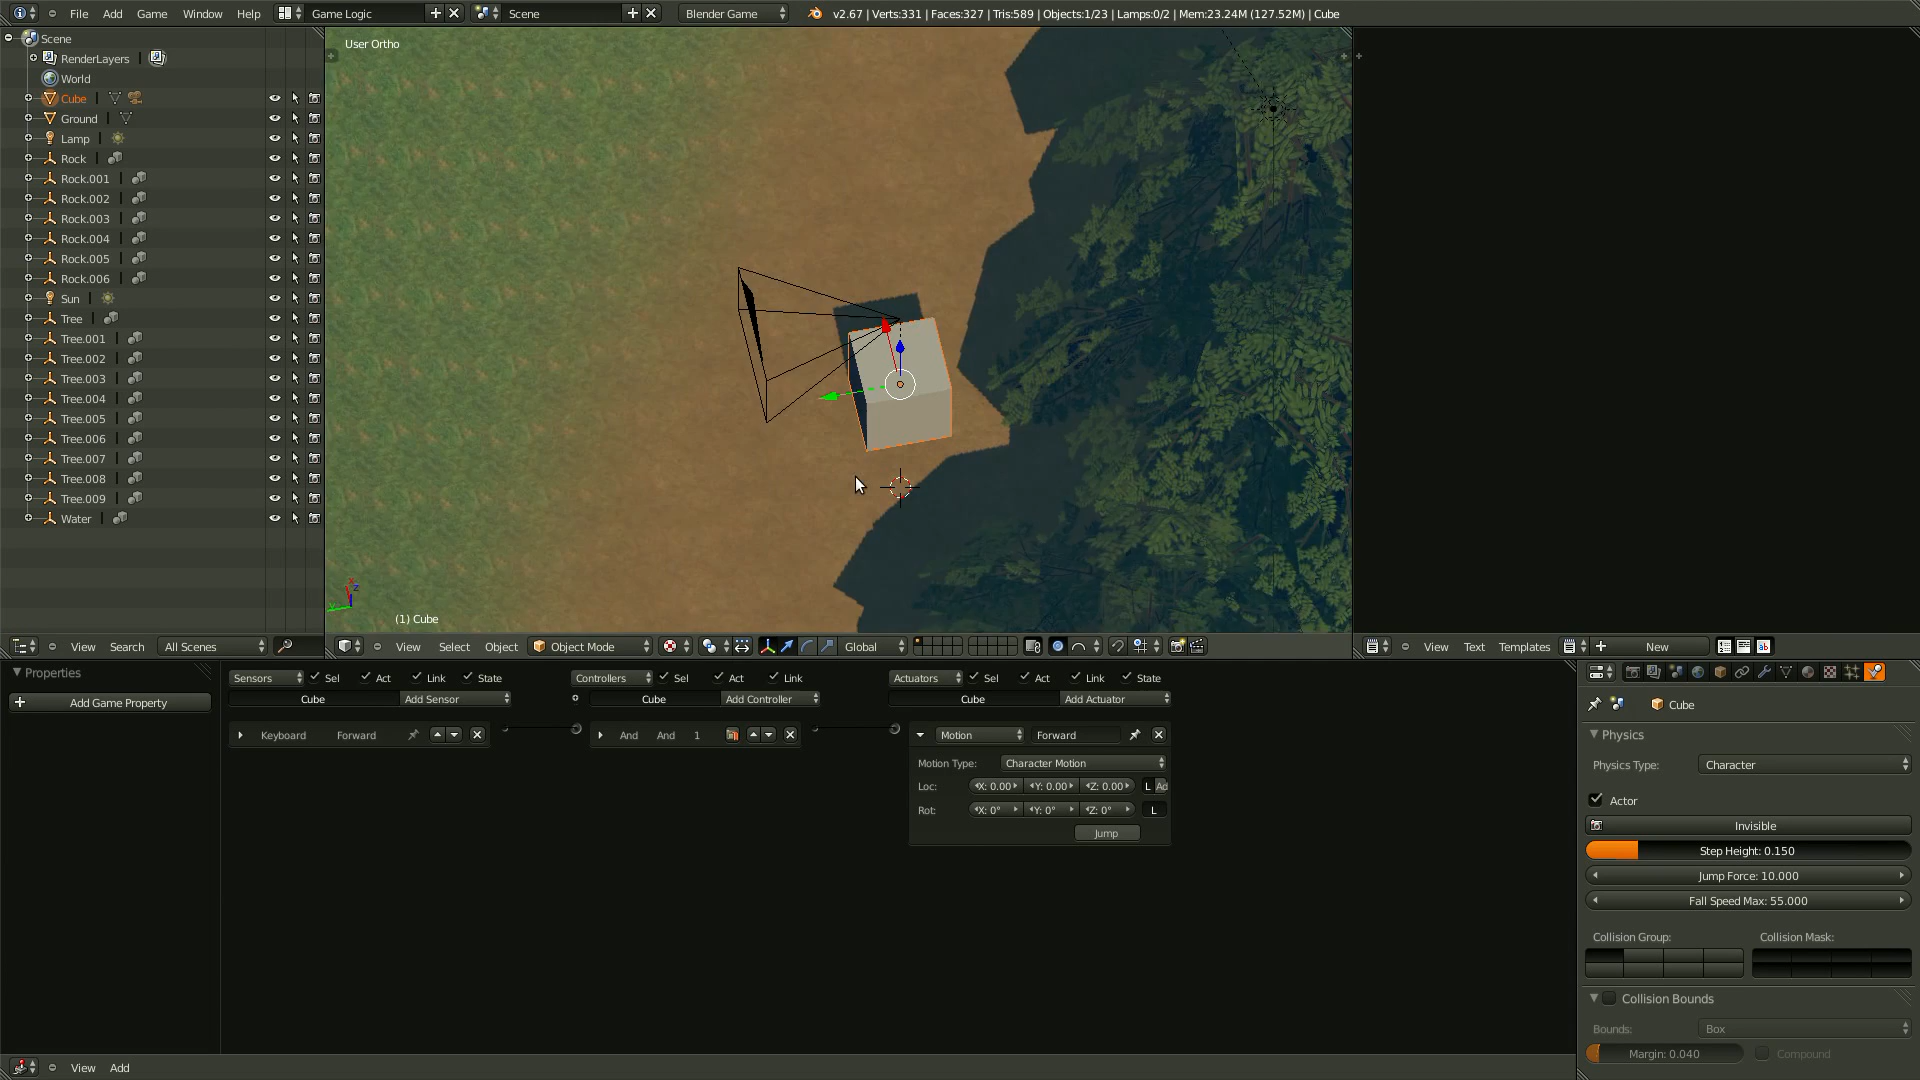 File Add Game Window Help Game Logic Scene Blender Game v2.67 | Verts:331 | Faces:327 | Tris:589 | Objects:1/23 | Lamps:0/2 | Mem:23.24M (127.52M) | Cube
Scene
RenderLayers
World
Cube
Ground
Lamp
Rock
Rock.001
Rock.002
Rock.003
Rock.004
Rock.005
Rock.006
Sun
Tree
Tree.001
Tree.002
Tree.003
Tree.004
Tree.005
Tree.006
Tree.007
Tree.008
Tree.009
Water
View Search All Scenes
User Ortho
(1) Cube
View Select Object Object Mode Global
View Text Templates New
Properties
Add Game Property
Sensors Sel Act Link State
Cube Add Sensor
Keyboard Forward
Controllers Sel Act Link
Cube Add Controller
And And 1
Actuators Sel Act Link State
Cube Add Actuator
Motion Forward
Motion Type: Character Motion
Loc: X: 0.00 Y: 0.00 Z: 0.00 L Ad
Rot: X: 0° Y: 0° Z: 0° L
Jump
Cube
Physics
Physics Type: Character
Actor
Invisible
Step Height: 0.150
Jump Force: 10.000
Fall Speed Max: 55.000
Collision Group: Collision Mask:
Collision Bounds
Bounds: Box
Margin: 0.040 Compound
View Add